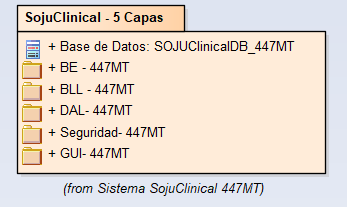 SojuClinical - 5 Capas
+ Base de Datos: SOJUClinicalDB_447MT
+ BE - 447MT
+ BLL - 447MT
+ DAL- 447MT
+ Seguridad- 447MT
+ GUI- 447MT
(from Sistema SojuClinical 447MT)